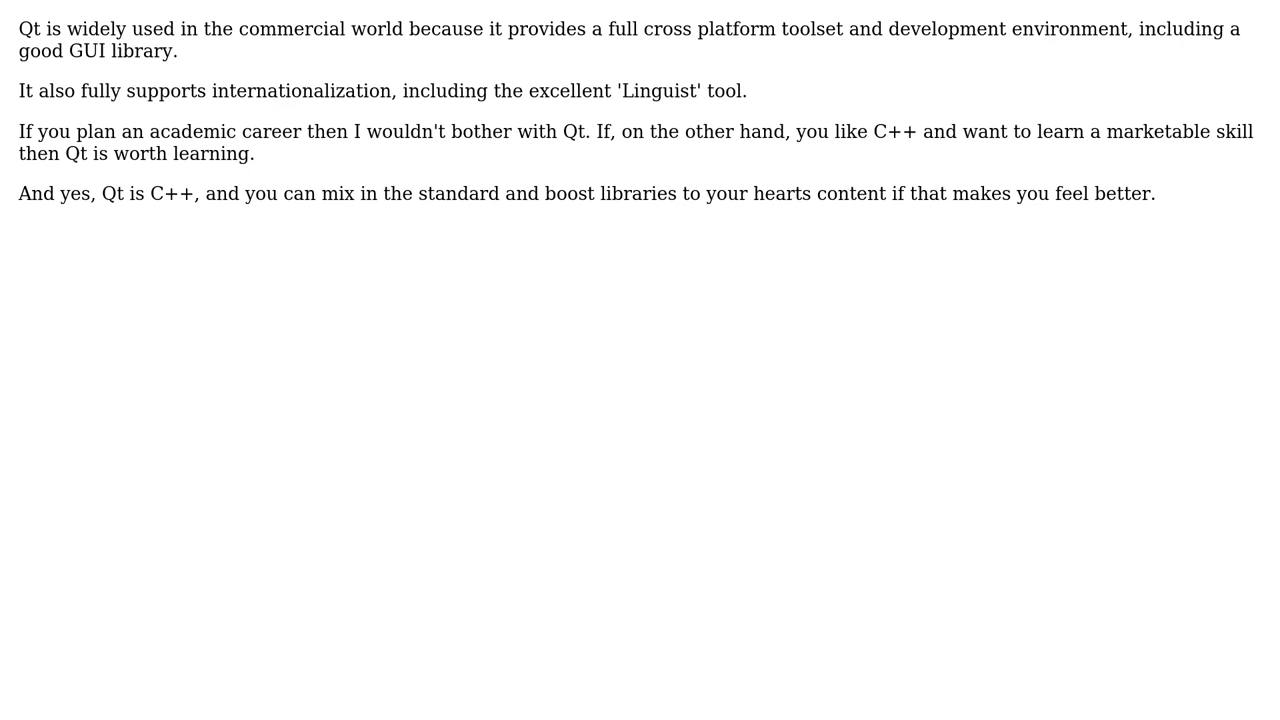 Qt is widely used in the commercial world because it provides a full cross platform toolset and development environment, including a
good GUI library.
It also fully supports internationalization, including the excellent 'Linguist' tool.
If you plan an academic career then I wouldn't bother with Qt. If, on the other hand, you like C++ and want to learn a marketable skill
then Qt is worth learning.
And yes, Qt is C++, and you can mix in the standard and boost libraries to your hearts content if that makes you feel better.